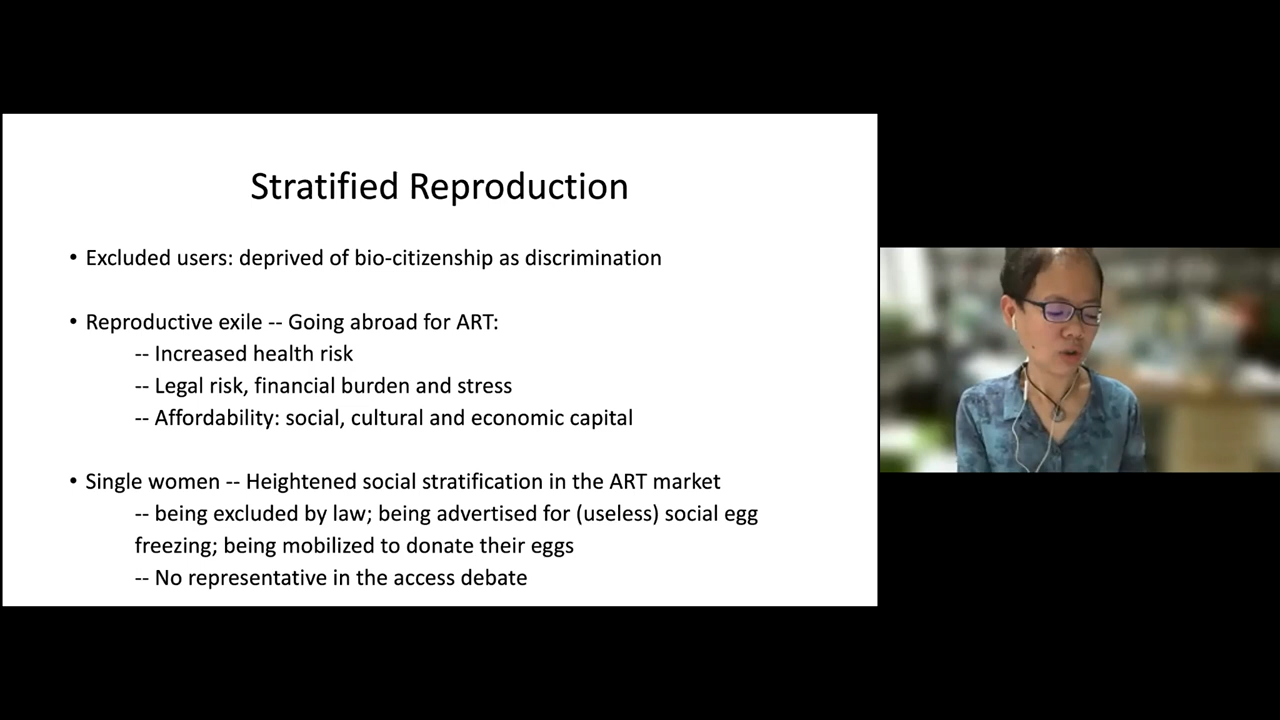 Stratified Reproduction
• Excluded users: deprived of bio-citizenship as discrimination
• Reproductive exile -- Going abroad for ART:
-- Increased health risk
-- Legal risk, financial burden and stress
-- Affordability: social, cultural and economic capital
• Single women -- Heightened social stratification in the ART market
-- being excluded by law; being advertised for (useless) social egg
freezing; being mobilized to donate their eggs
-- No representative in the access debate